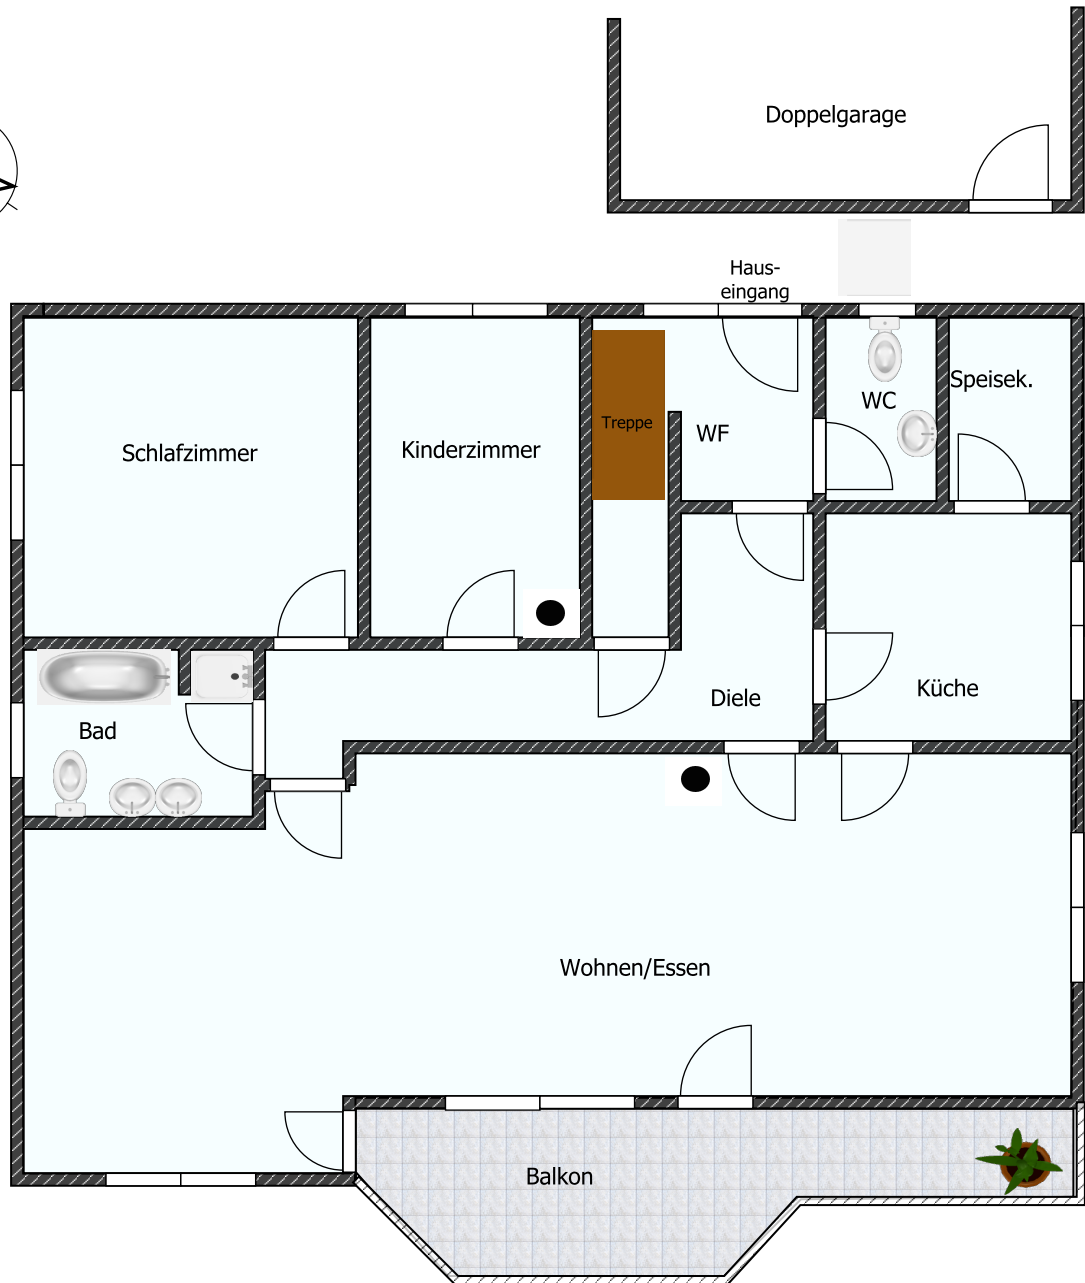 Doppelgarage
Haus-
eingang
Schlafzimmer
Kinderzimmer
Treppe
WF
WC
Speisek.
Bad
Diele
Küche
Wohnen/Essen
Balkon